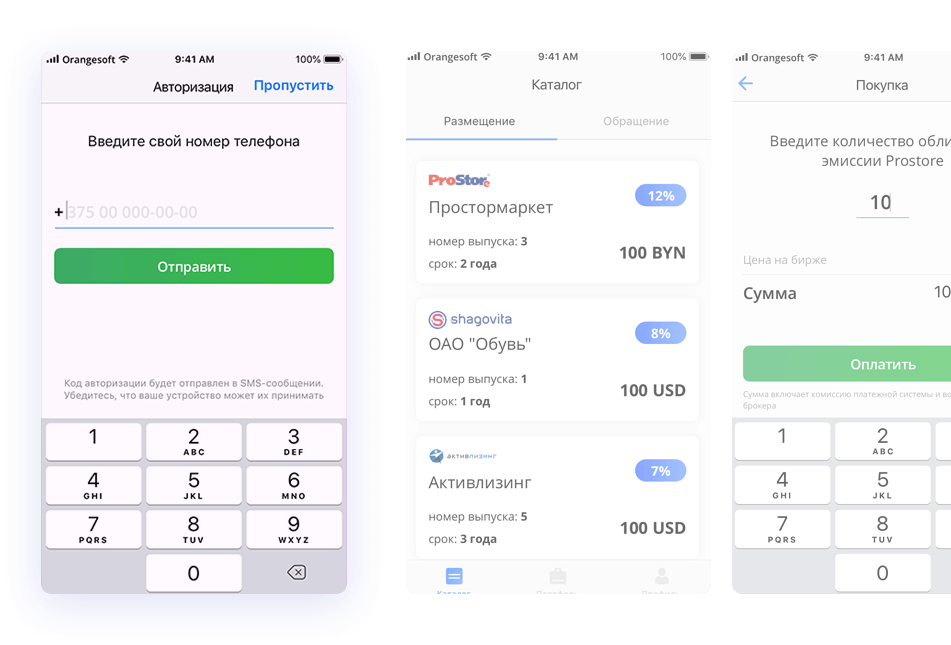 Orangesoft 9:41 AM 100%
Авторизация Пропустить
Введите свой номер телефона
+375 00 000-00-00
Отправить
Код авторизации будет отправлен в SMS-сообщении.
Убедитесь, что ваше устройство может их принимать
1 2 ABC 3 DEF
4 GHI 5 JKL 6 MNO
7 PQRS 8 TUV 9 WXYZ
0
Orangesoft 9:41 AM 100%
Каталог
Размещение Обращение
ProStore
12%
Простормаркет
номер выпуска: 3
срок: 2 года
100 BYN
shagovita
8%
ОАО "Обувь"
номер выпуска: 1
срок: 1 год
100 USD
активлизинг
7%
Активлизинг
номер выпуска: 5
срок: 3 года
100 USD
Каталог
Orangesoft 9:41 AM
Покупка
Введите количество обли
эмиссии Prostore
10
Цена на бирже
Сумма 10
Оплатить
Сумма включает комиссию платежной системы и во
брокера
1 2 ABC
4 GHI 5 JKL
7 PQRS 8 TUV
0